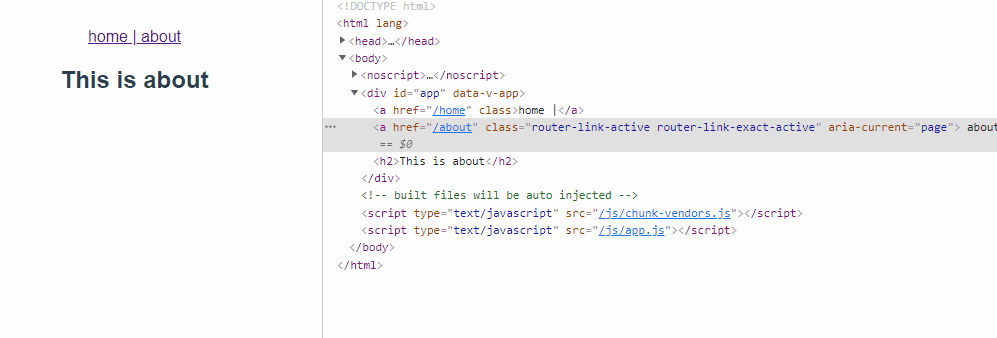 home | about
This is about
<!DOCTYPE html>
<html lang>
<head>…</head>
<body>
<noscript>…</noscript>
<div id="app" data-v-app>
<a href="/home" class>home |</a>
<a href="/about" class="router-link-active router-link-exact-active" aria-current="page"> about
== $0
<h2>This is about</h2>
</div>
<!-- built files will be auto injected -->
<script type="text/javascript" src="/js/chunk-vendors.js"></script>
<script type="text/javascript" src="/js/app.js"></script>
</body>
</html>